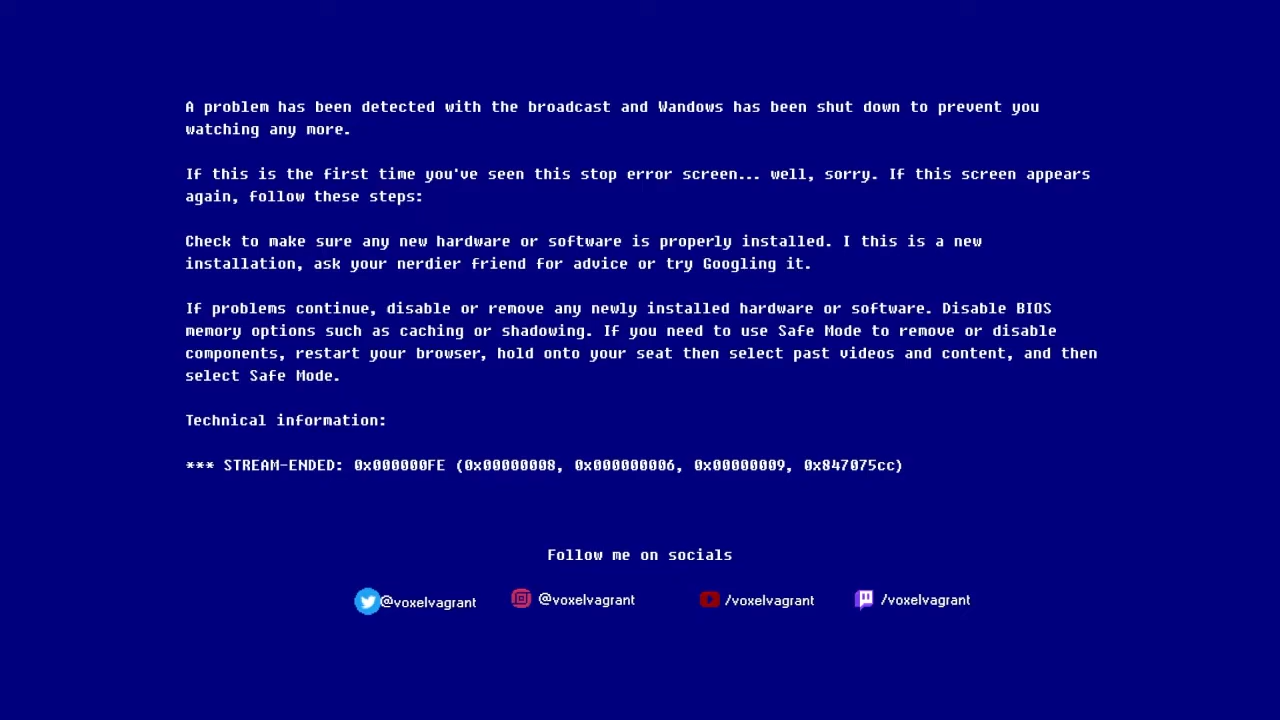 A problem has been detected with the broadcast and Wandows has been shut down to prevent you
watching any more.
If this is the first time you've seen this stop error screen... well, sorry. If this screen appears
again, follow these steps:
Check to make sure any new hardware or software is properly installed. I this is a new
installation, ask your nerdier friend for advice or try Googling it.
If problems continue, disable or remove any newly installed hardware or software. Disable BIOS
memory options such as caching or shadowing. If you need to use Safe Mode to remove or disable
components, restart your browser, hold onto your seat then select past videos and content, and then
select Safe Mode.
Technical information:
*** STREAM-ENDED: 0x000000FE (0x00000008, 0x000000006, 0x00000009, 0x847075cc)
Follow me on socials
@voxelvagrant @voxelvagrant /voxelvagrant /voxelvagrant